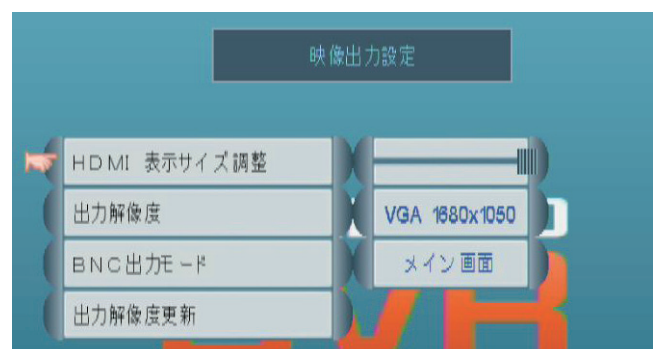 映像出力設定
HDMI 表示サイズ調整
出力解像度 VGA 1680x1050
BNC出力モード メイン画面
出力解像度更新